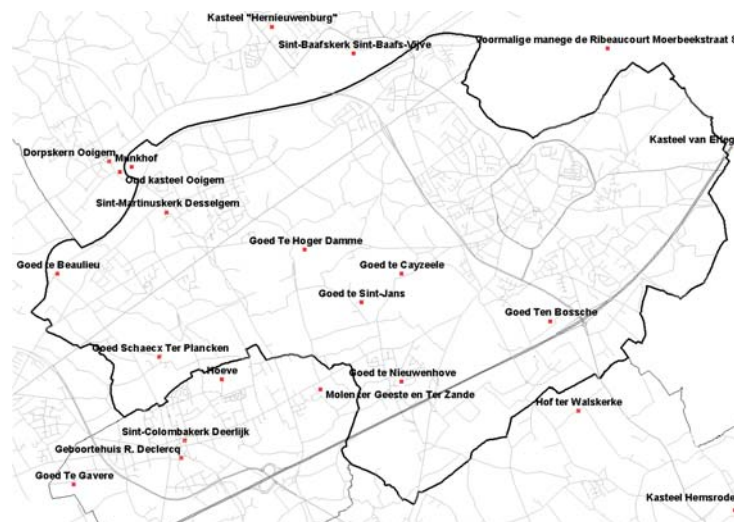 Kasteel "Hernieuwenburg"
Sint-Baafskerk Sint-Baafs-Vijve
Voormalige manege de Ribeaucourt Moerbeekstraat 8
Kasteel van Elseg
Dorpskern Ooigem
Munkhof
Oud kasteel Ooigem
Sint-Martinuskerk Desselgem
Goed Te Hoger Damme
Goed te Beaulieu
Goed te Cayzeele
Goed te Sint-Jans
Goed Ten Bossche
Goed Schaecx Ter Plancken
Hoeve
Goed te Nieuwenhove
Molen ter Geeste en Ter Zande
Hof ter Walskerke
Sint-Colombakerk Deerlijk
Geboortehuis R. Declercq
Goed Te Gavere
Kasteel Hemsrode